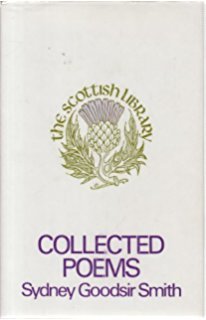 the scottish library
COLLECTED
POEMS
Sydney Goodsir Smith